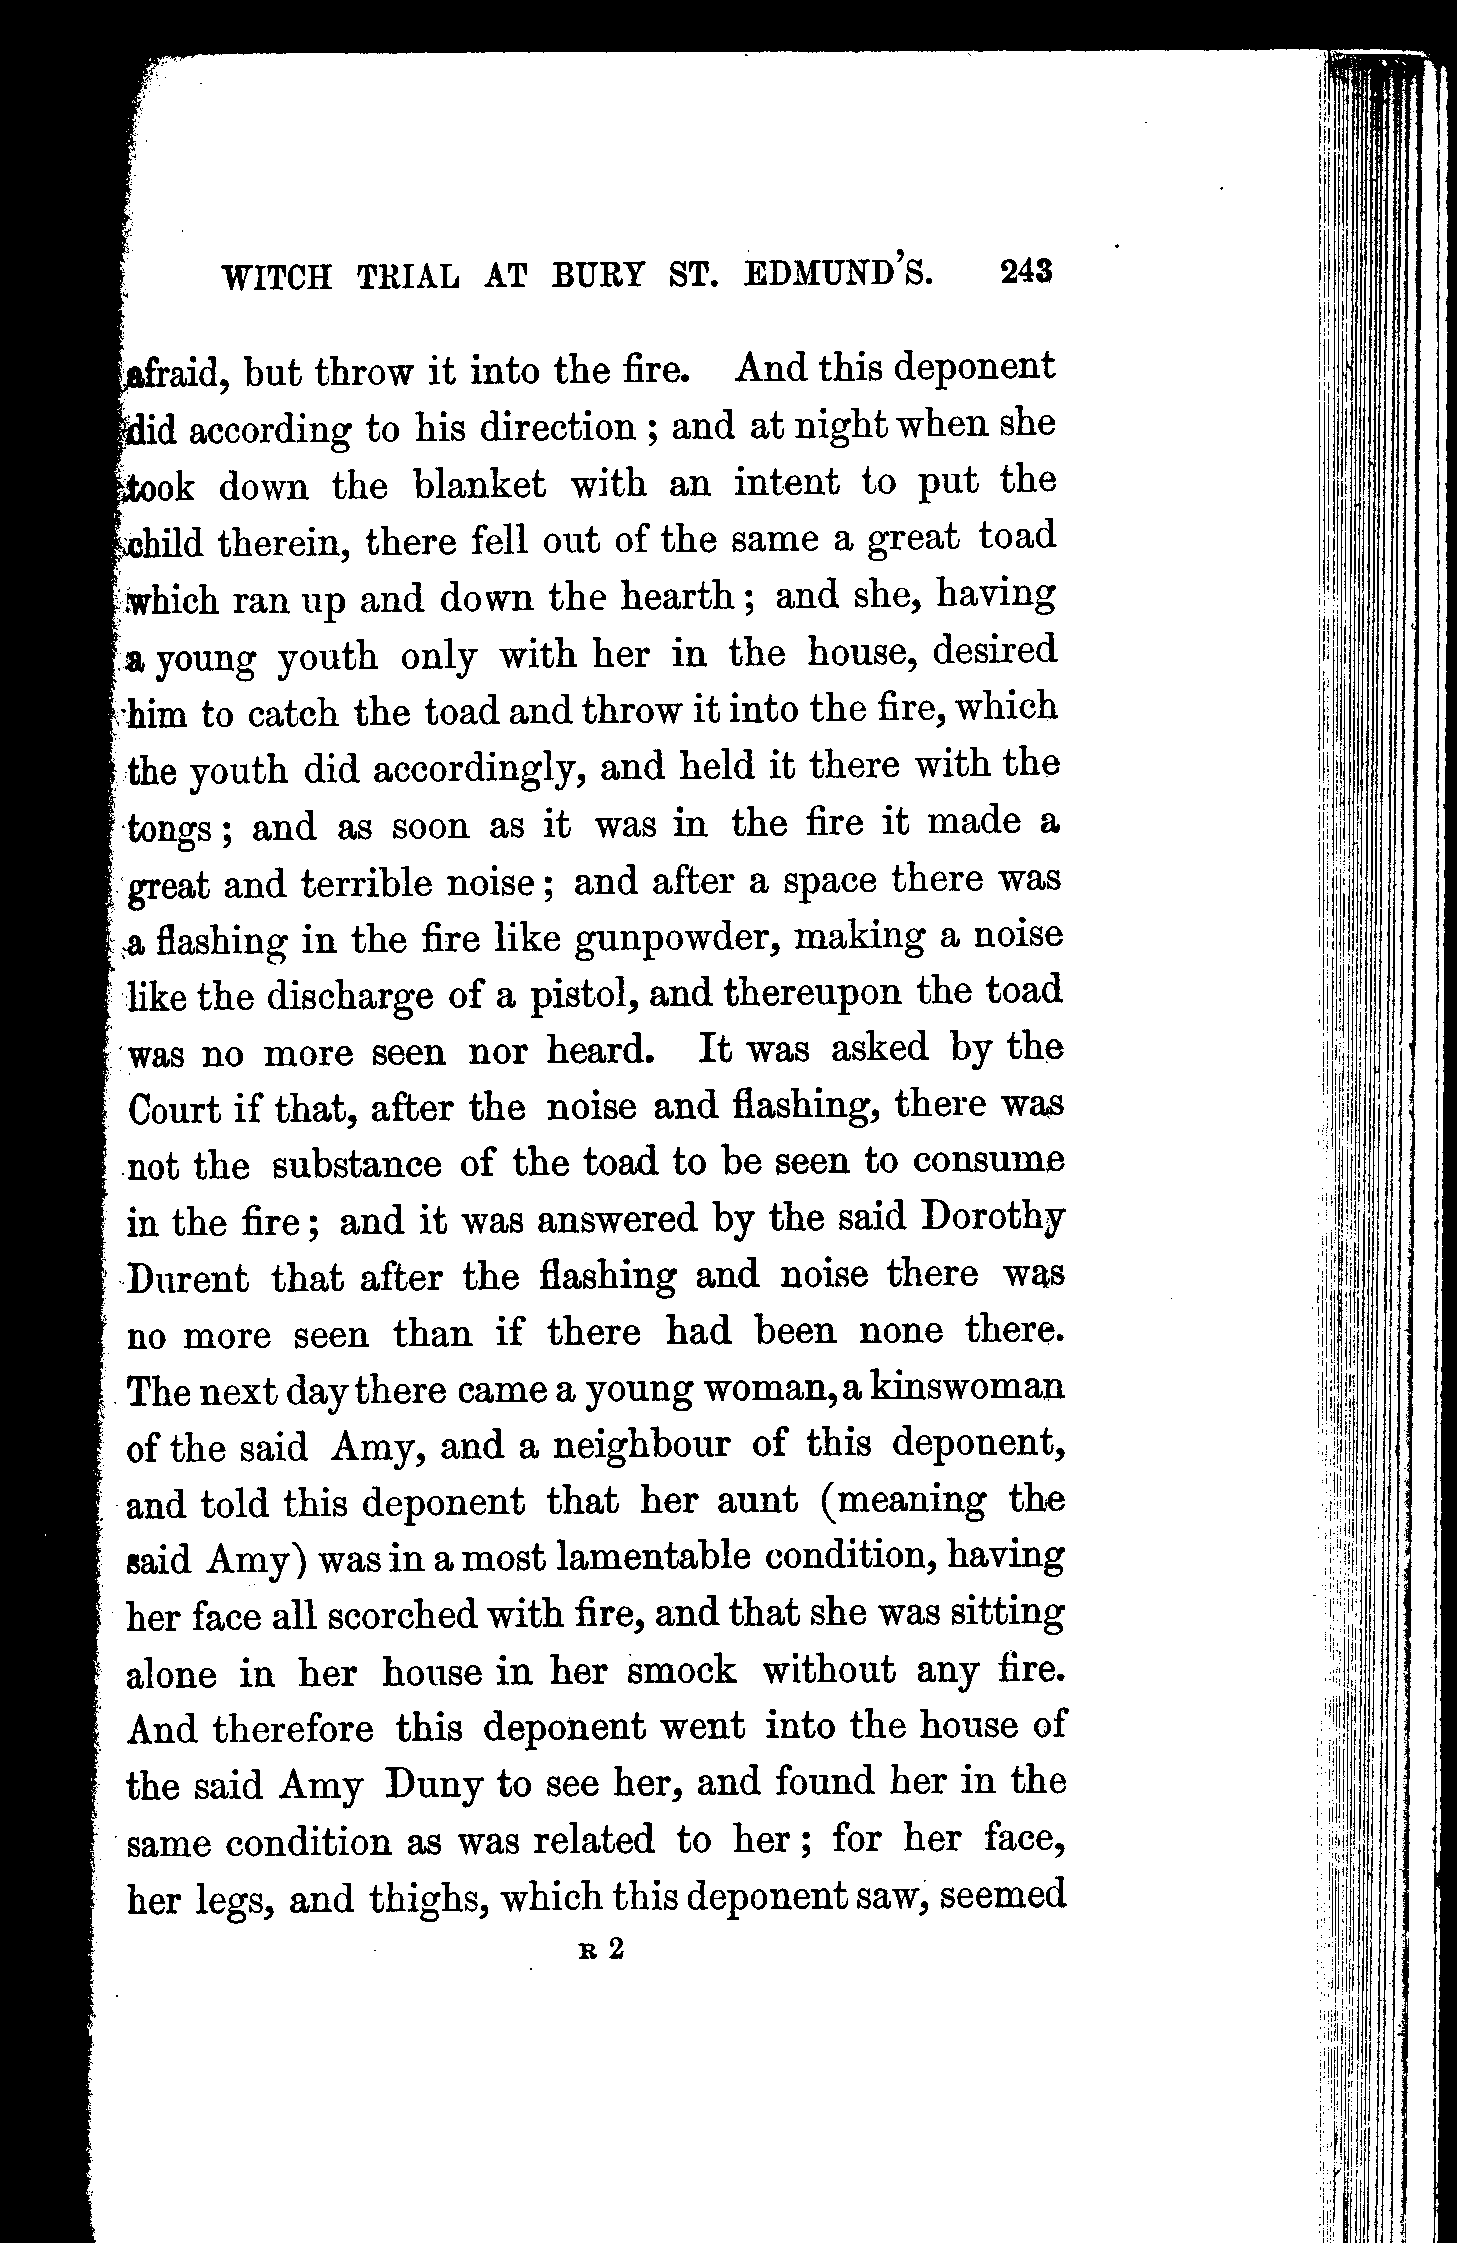 WITCH TRIAL AT BURY ST. EDMUND'S. 243
afraid, but throw it into the fire. And this deponent
did according to his direction ; and at night when she
took down the blanket with an intent to put the
child therein, there fell out of the same a great toad
which ran up and down the hearth ; and she, having
a young youth only with her in the house, desired
him to catch the toad and throw it into the fire, which
the youth did accordingly, and held it there with the
tongs ; and as soon as it was in the fire it made a
great and terrible noise ; and after a space there was
a flashing in the fire like gunpowder, making a noise
like the discharge of a pistol, and thereupon the toad
was no more seen nor heard. It was asked by the
Court if that, after the noise and flashing, there was
not the substance of the toad to be seen to consume
in the fire ; and it was answered by the said Dorothy
Durent that after the flashing and noise there was
no more seen than if there had been none there.
The next day there came a young woman, a kinswoman
of the said Amy, and a neighbour of this deponent,
and told this deponent that her aunt (meaning the
said Amy) was in a most lamentable condition, having
her face all scorched with fire, and that she was sitting
alone in her house in her smock without any fire.
And therefore this deponent went into the house of
the said Amy Duny to see her, and found her in the
same condition as was related to her ; for her face,
her legs, and thighs, which this deponent saw, seemed
R 2